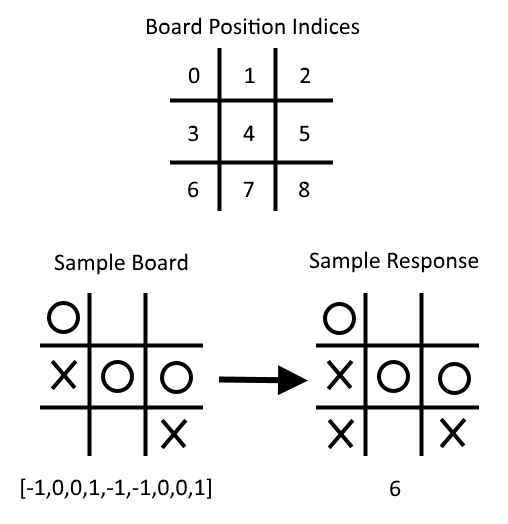 Board Position Indices
0 1 2
3 4 5
6 7 8
Sample Board
Sample Response
O
O
X O O
X O O
X
X X
[-1,0,0,1,-1,-1,0,0,1]
6